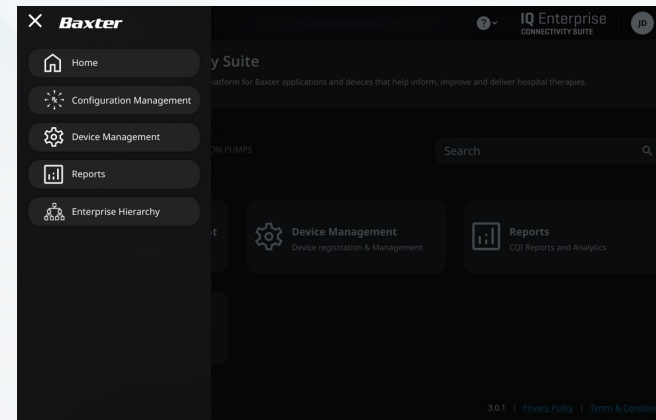 Baxter
Home
Configuration Management
Device Management
Reports
Enterprise Hierarchy
?
IQ Enterprise
CONNECTIVITY SUITE
JD
y Suite
latform for Baxter applications and devices that help inform, improve and deliver hospital therapies.
ON PUMPS
Search
t
Device Management
Device registration & Management
Reports
CQI Reports and Analytics
3.0.1 | Privacy Policy | Terms & Condition